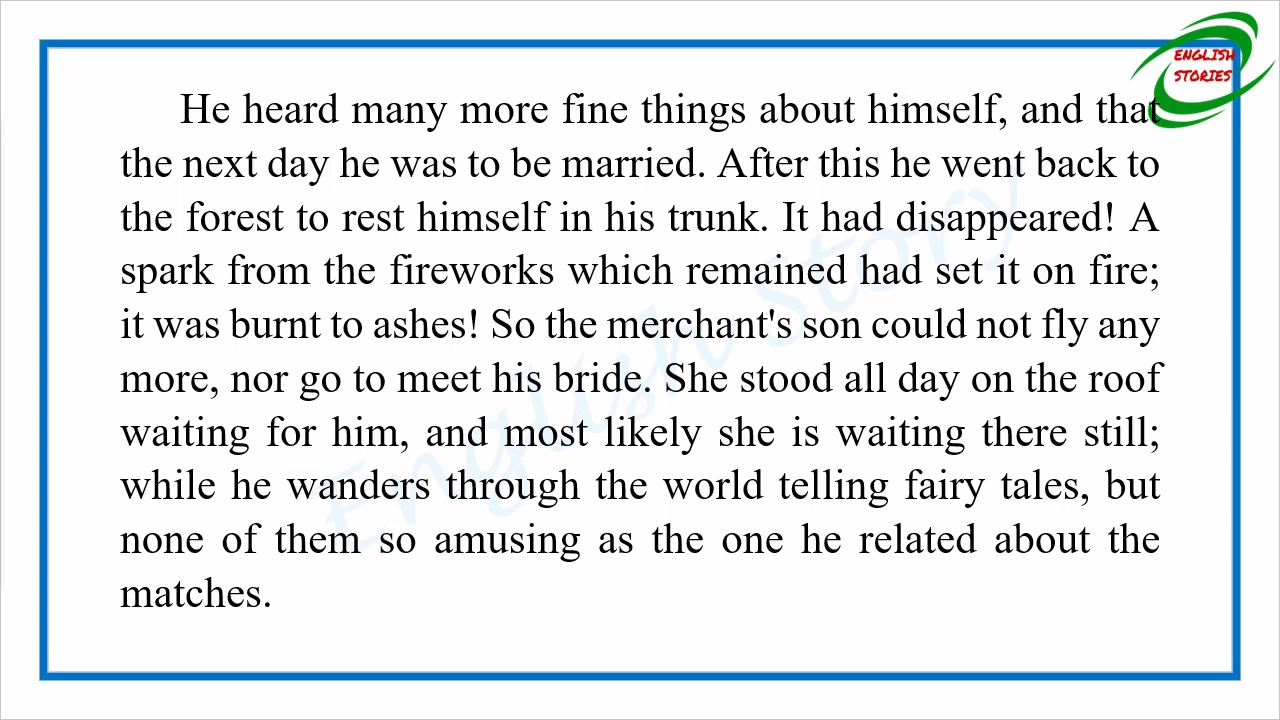 ENGLISH
STORIES
He heard many more fine things about himself, and that
the next day he was to be married. After this he went back to
the forest to rest himself in his trunk. It had disappeared! A
spark from the fireworks which remained had set it on fire;
it was burnt to ashes! So the merchant's son could not fly any
more, nor go to meet his bride. She stood all day on the roof
waiting for him, and most likely she is waiting there still;
while he wanders through the world telling fairy tales, but
none of them so amusing as the one he related about the
matches.
English Story